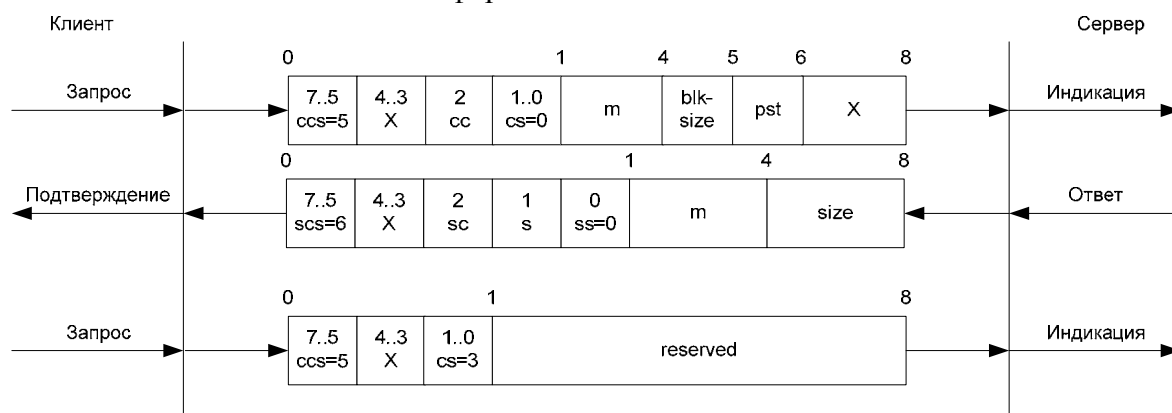 Клиент
Сервер
0 1 4 5 6 8
Запрос
7..5 4..3 2 1..0 m blk- pst X
ccs=5 X cc cs=0 size
Индикация
0 1 4 8
Подтверждение
7..5 4..3 2 1 0 m size
scs=6 X sc s ss=0
Ответ
0 1 8
Запрос
7..5 4..3 1..0 reserved
ccs=5 X cs=3
Индикация